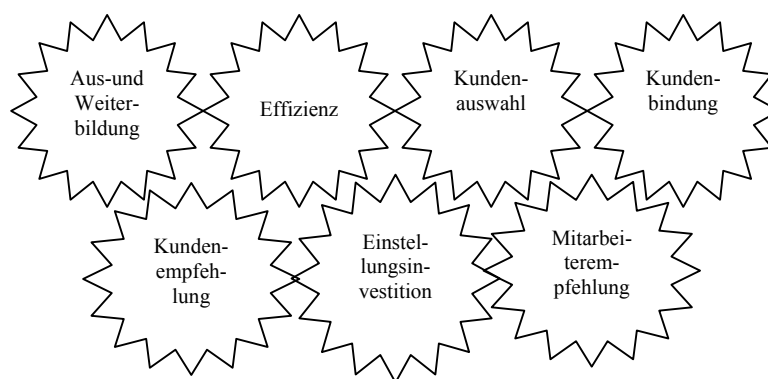 Aus-und
Weiter-
bildung
Effizienz
Kunden-
auswahl
Kunden-
bindung
Kunden-
empfeh-
lung
Einstel-
lungsin-
vestition
Mitarbei-
terem-
pfehlung